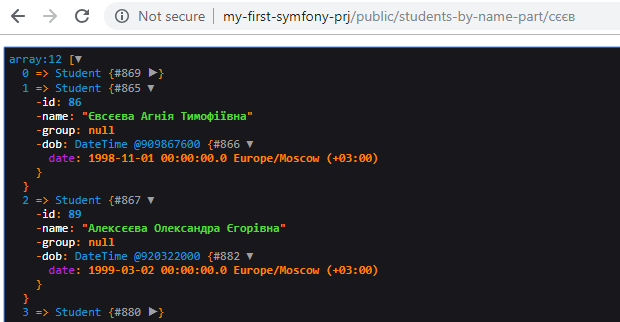 Not secure | my-first-symfony-prj/public/students-by-name-part/сєєв
array:12 [▼
0 => Student {#869 ▶}
1 => Student {#865 ▼
-id: 86
-name: "Євсєєва Агнія Тимофіївна"
-group: null
-dob: DateTime @909867600 {#866 ▼
date: 1998-11-01 00:00:00.0 Europe/Moscow (+03:00)
}
}
2 => Student {#867 ▼
-id: 89
-name: "Алексєєва Олександра Єгорівна"
-group: null
-dob: DateTime @920322000 {#882 ▼
date: 1999-03-02 00:00:00.0 Europe/Moscow (+03:00)
}
}
3 => Student {#880 ▶}